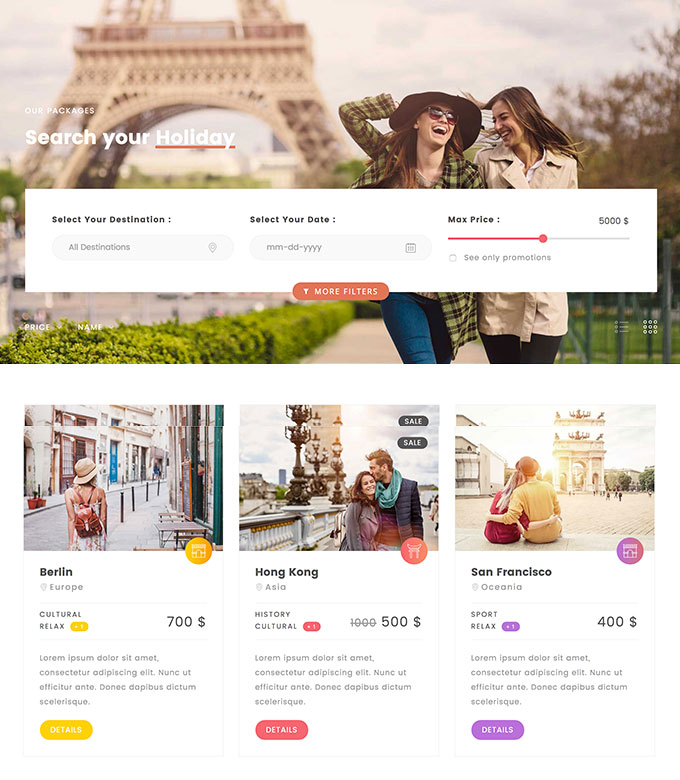 OUR PACKAGES
Search your Holiday
Select Your Destination :
All Destinations
Select Your Date :
mm-dd-yyyy
Max Price :
5000 $
See only promotions
MORE FILTERS
PRICE
NAME
Berlin
Europe
CULTURAL
RELAX + 1
700 $
Lorem ipsum dolor sit amet,
consectetur adipiscing elit. Nunc ut
efficitur ante. Donec dapibus dictum
scelerisque.
DETAILS
SALE
SALE
Hong Kong
Asia
HISTORY
CULTURAL + 1
1000 500 $
Lorem ipsum dolor sit amet,
consectetur adipiscing elit. Nunc ut
efficitur ante. Donec dapibus dictum
scelerisque.
DETAILS
San Francisco
Oceania
SPORT
RELAX + 1
400 $
Lorem ipsum dolor sit amet,
consectetur adipiscing elit. Nunc ut
efficitur ante. Donec dapibus dictum
scelerisque.
DETAILS